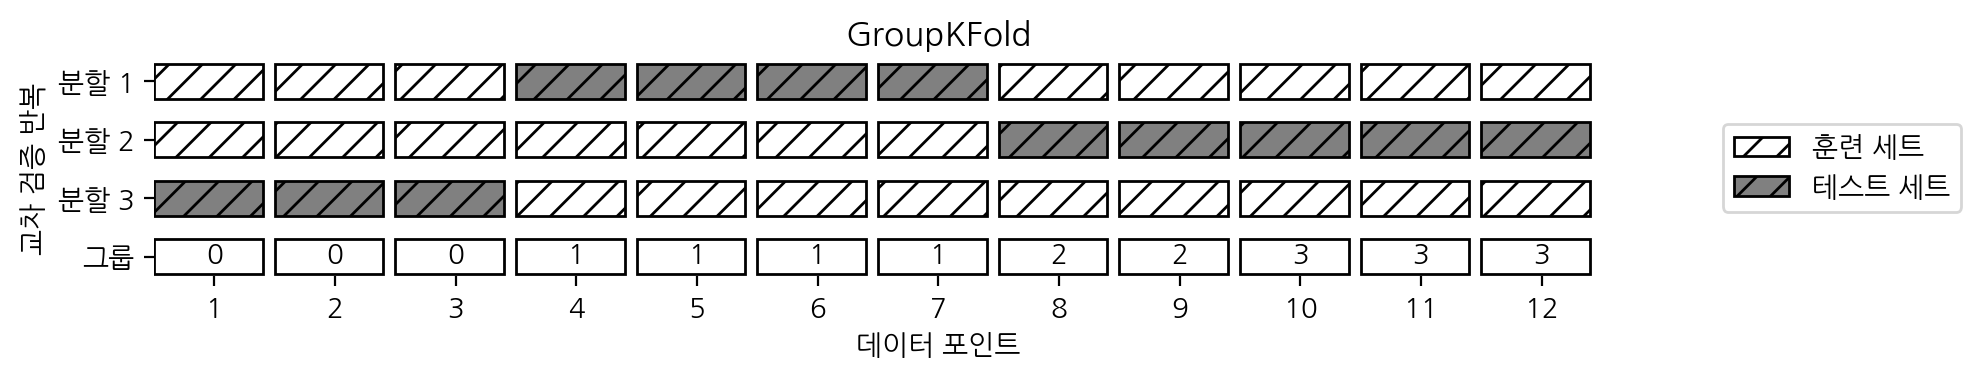 GroupKFold
교차 검증 반복
분할 1
분할 2
분할 3
그룹 0 0 0 1 1 1 1 2 2 3 3 3
1 2 3 4 5 6 7 8 9 10 11 12
데이터 포인트
훈련 세트
테스트 세트